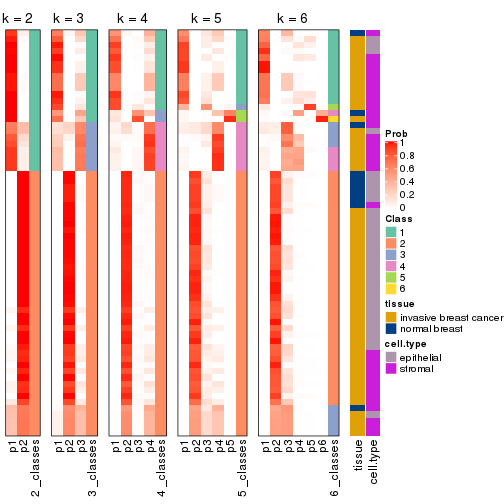 k = 2 k = 3 k = 4 k = 5 k = 6
Prob
1
0.8
0.6
0.4
0.2
0
Class
1
2
3
4
5
6
tissue
invasive breast cancer
normal breast
cell.type
epithelial
stromal
p1
p2
2_classes
p1
p2
p3
3_classes
p1
p2
p3
p4
4_classes
p1
p2
p3
p4
p5
5_classes
p1
p2
p3
p4
p5
p6
6_classes
tissue
cell.type